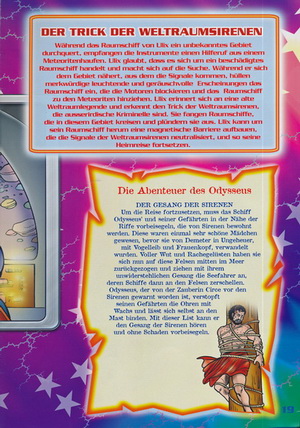 DER TRICK DER WELTRAUMSIRENEN
Während das Raumschiff von Ulix ein unbekanntes Gebiet
durchquert, empfangen die Instrumente einen Hilferuf aus einem
Meteoritenhaufen. Ulix glaubt, dass es sich um ein beschädigtes
Raumschiff handelt und macht sich auf die Suche. Während er sich
dem Gebiet nähert, aus dem die Signale kommen, hüllen
merkwürdige leuchtende und geräuschvolle Erscheinungen das
Raumschiff ein, die die Motoren blockieren und das Raumschiff
zu den Meteoriten hinziehen. Ulix erinnert sich an eine alte
Weltraumlegende und erkennt den Trick der Weltraumsirenen,
die ausserirdische Kriminelle sind. Sie fangen Raumschiffe,
die in diesem Gebiet kreisen und plündern sie aus. Ulix kann um
sein Raumschiff herum eine magnetische Barriere aufbauen,
die die Signale der Weltraumsirenen neutralisiert, und so seine
Heimreise fortsetzen.
Die Abenteuer des Odysseus
DER GESANG DER SIRENEN
Um die Reise fortzusetzen, muss das Schiff
Odysseus' und seiner Gefährten in der Nähe der
Riffe vorbeisegeln, die von Sirenen bewohnt
werden. Diese waren einmal sehr schöne Mädchen
gewesen, bevor sie von Demeter in Ungeheuer,
mit Vogelleib und Frauenkopf, verwandelt
wurden. Voller Wut und Rachegelüsten haben sie
sich nun auf diese Felsen mitten im Meer
zurückgezogen und ziehen mit ihrem
unwiderstehlichen Gesang die Seefahrer an,
deren Schiffe dann an den Felsen zerschellen.
Odysseus, der von der Zauberin Circe vor den
Sirenen gewarnt worden ist, verstopft
seinen Gefährten die Ohren mit
Wachs und lässt sich selbst an den
Mast binden. Mit dieser List kann er
den Gesang der Sirenen hören
und ohne Schaden vorbeisegeln.
19